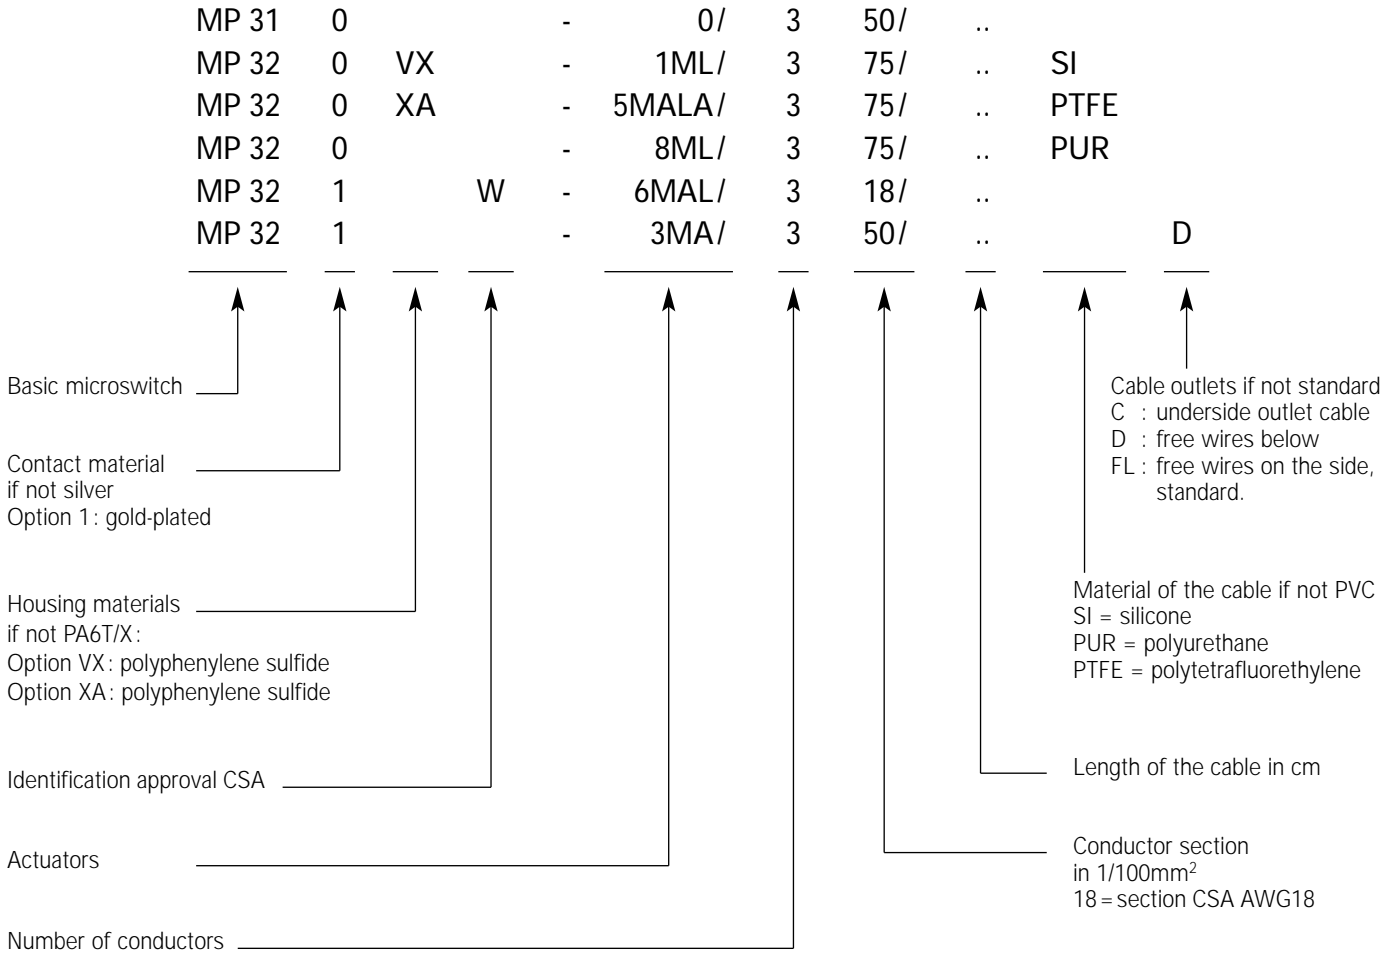 MP 31 0 - 0/ 3 50/ ..
MP 32 0 VX - 1ML/ 3 75/ .. SI
MP 32 0 XA - 5MALA/ 3 75/ .. PTFE
MP 32 0 - 8ML/ 3 75/ .. PUR
MP 32 1 W - 6MAL/ 3 18/ ..
MP 32 1 - 3MA/ 3 50/ .. D
Basic microswitch
Contact material
if not silver
Option 1: gold-plated
Housing materials
if not PA6T/X:
Option VX: polyphenylene sulfide
Option XA: polyphenylene sulfide
Identification approval CSA
Actuators
Number of conductors
Cable outlets if not standard
C : underside outlet cable
D : free wires below
FL : free wires on the side,
standard.
Material of the cable if not PVC
SI = silicone
PUR = polyurethane
PTFE = polytetrafluorethylene
Length of the cable in cm
Conductor section
in 1/100mm²
18=section CSA AWG18